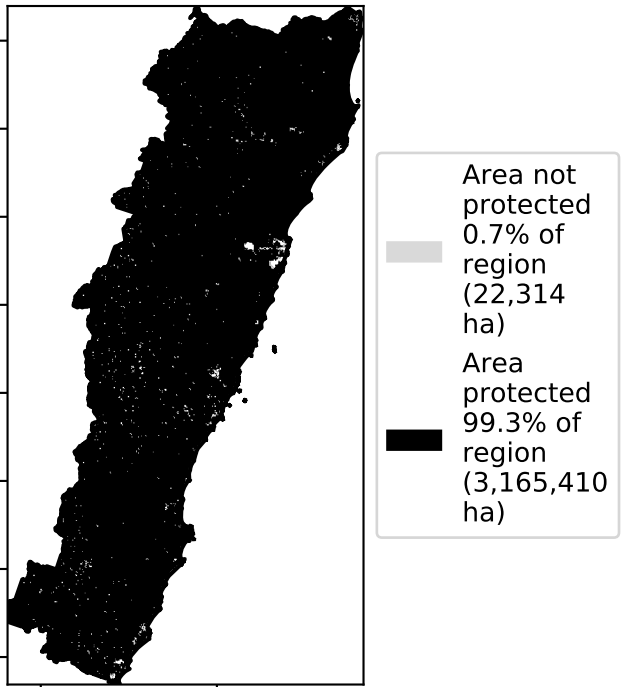 Area not
protected
0.7% of
region
(22,314
ha)
Area
protected
99.3% of
region
(3,165,410
ha)